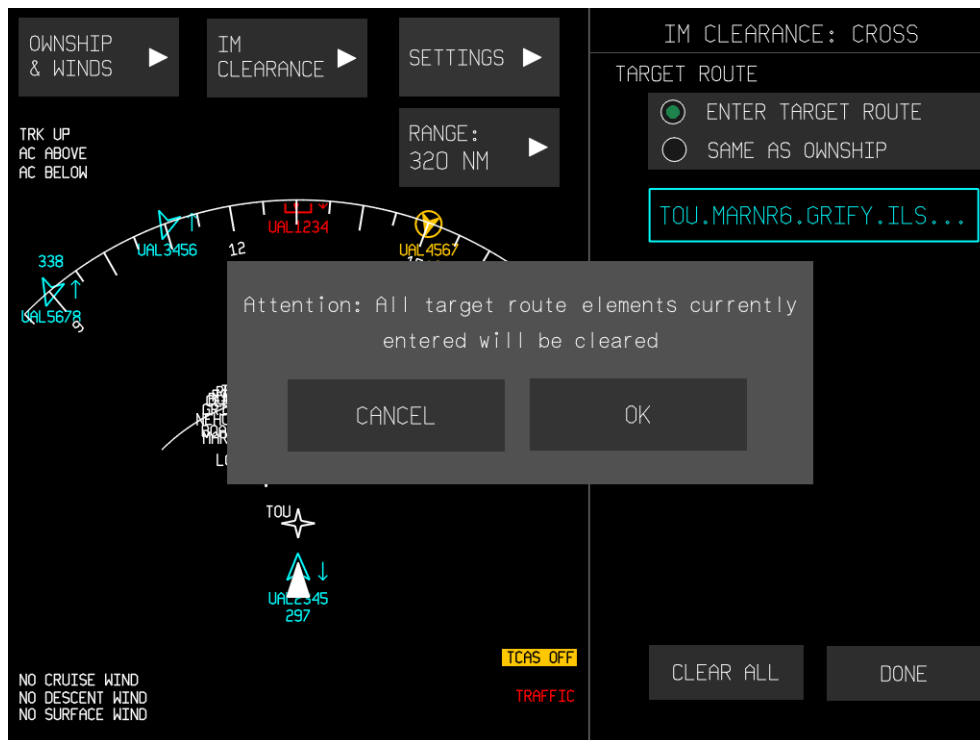 OWNSHIP
& WINDS
IM
CLEARANCE
SETTINGS
RANGE:
320 NM
TRK UP
AC ABOVE
AC BELOW
UAL1234
UAL3456
12
UAL4567
338
UAL5678
9
Attention: All target route elements currently
entered will be cleared
CANCEL
OK
TOU
UAL2345
297
TCAS OFF
TRAFFIC
NO CRUISE WIND
NO DESCENT WIND
NO SURFACE WIND
IM CLEARANCE: CROSS
TARGET ROUTE
ENTER TARGET ROUTE
SAME AS OWNSHIP
TOU.MARNR6.GRIFY.ILS...
CLEAR ALL
DONE